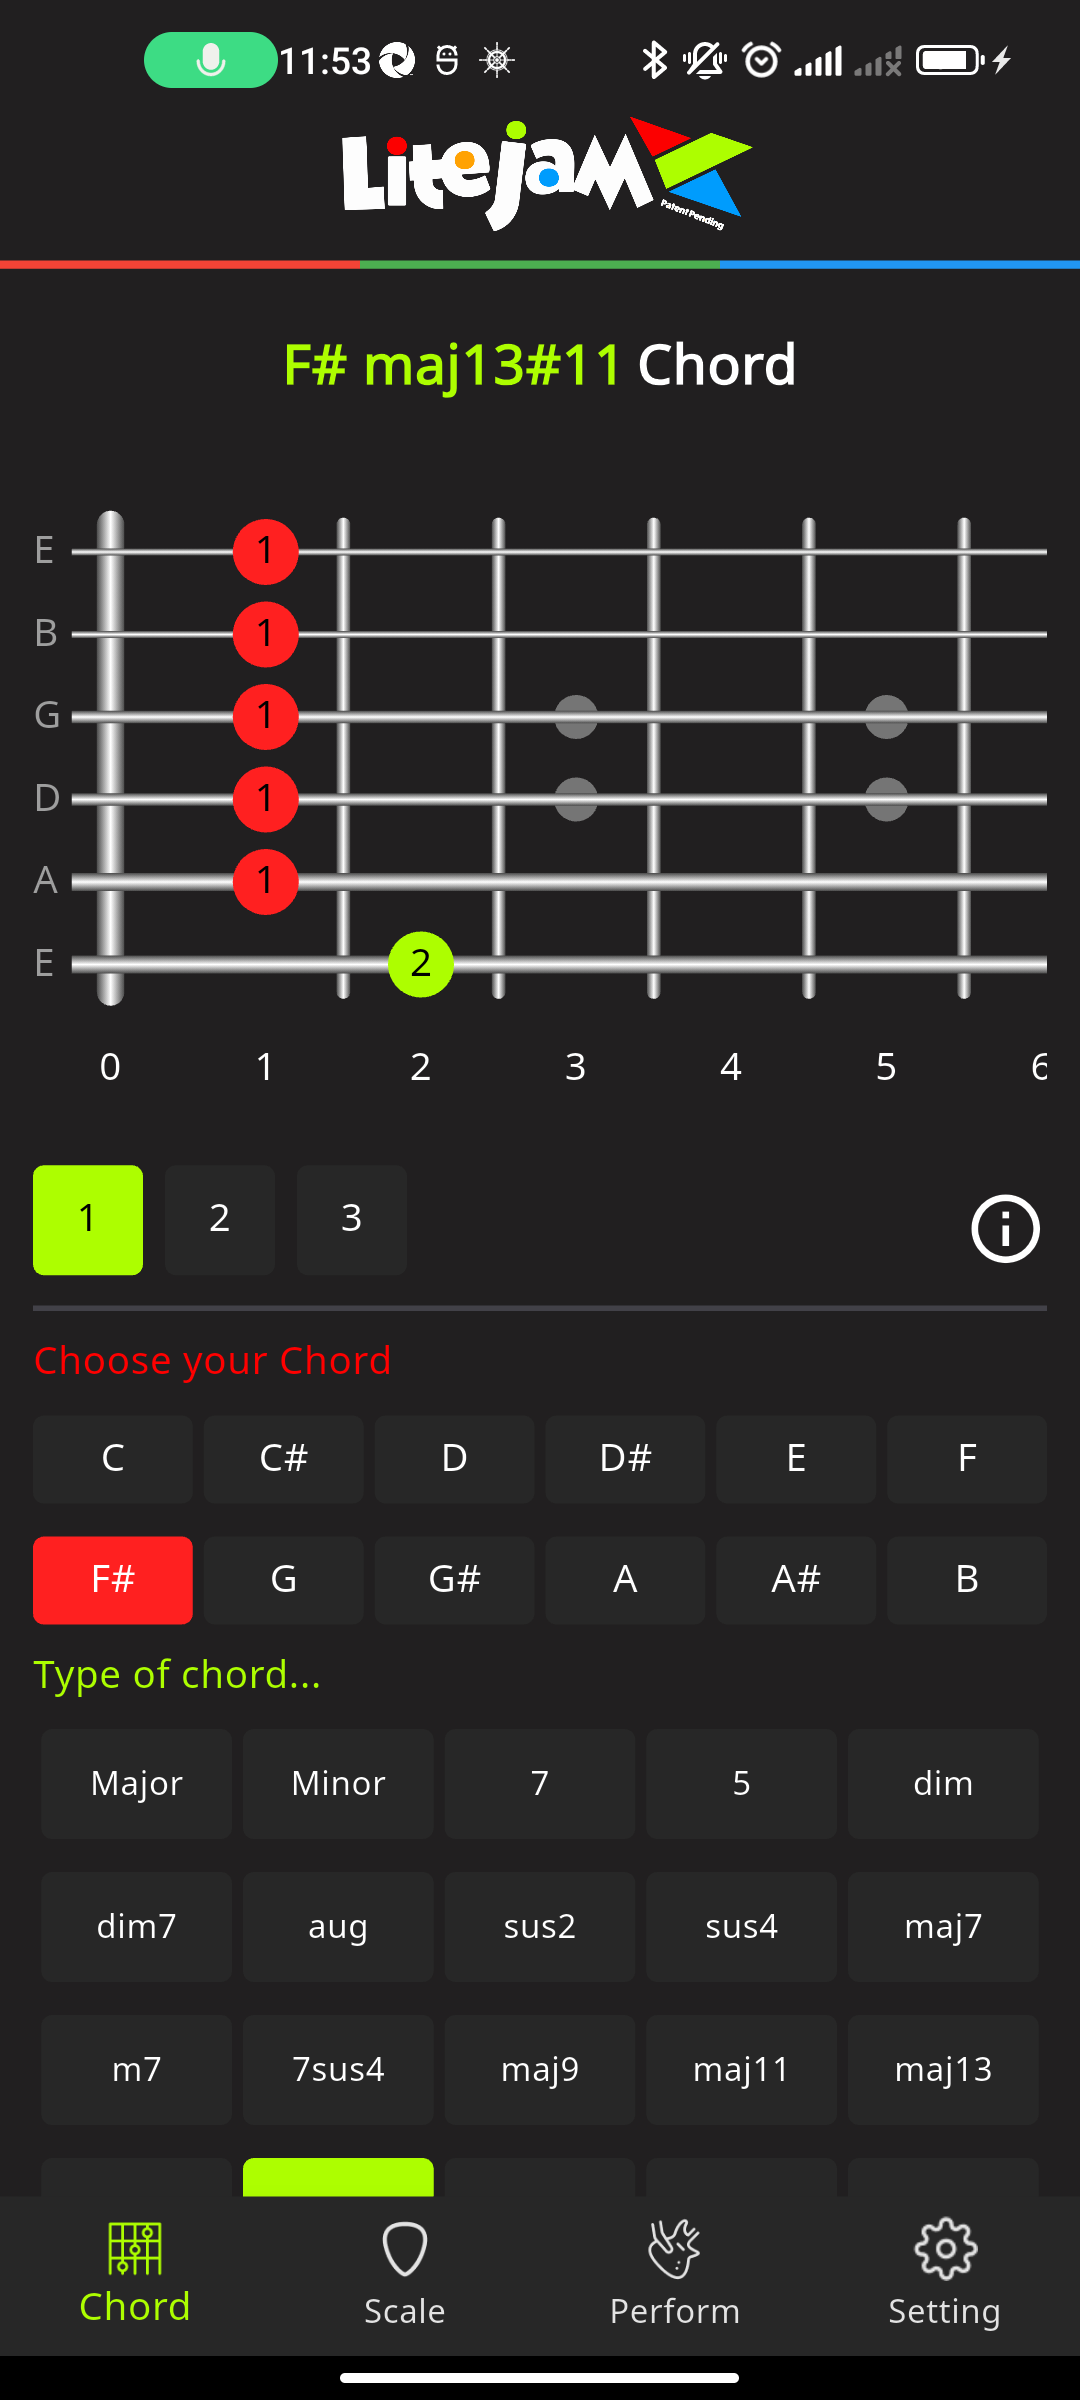 11:53
Litejam
Patent Pending
F# maj13#11 Chord
E 1
B 1
G 1
D 1
A 1
E 2
0 1 2 3 4 5 6
1 2 3
Choose your Chord
C C# D D# E F
F# G G# A A# B
Type of chord...
Major Minor 7 5 dim
dim7 aug sus2 sus4 maj7
m7 7sus4 maj9 maj11 maj13
Chord Scale Perform Setting